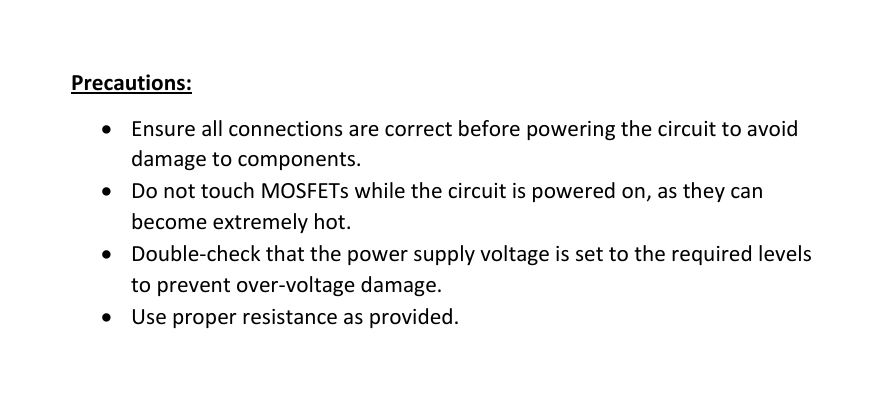 Precautions:
• Ensure all connections are correct before powering the circuit to avoid
damage to components.
• Do not touch MOSFETs while the circuit is powered on, as they can
become extremely hot.
• Double-check that the power supply voltage is set to the required levels
to prevent over-voltage damage.
• Use proper resistance as provided.